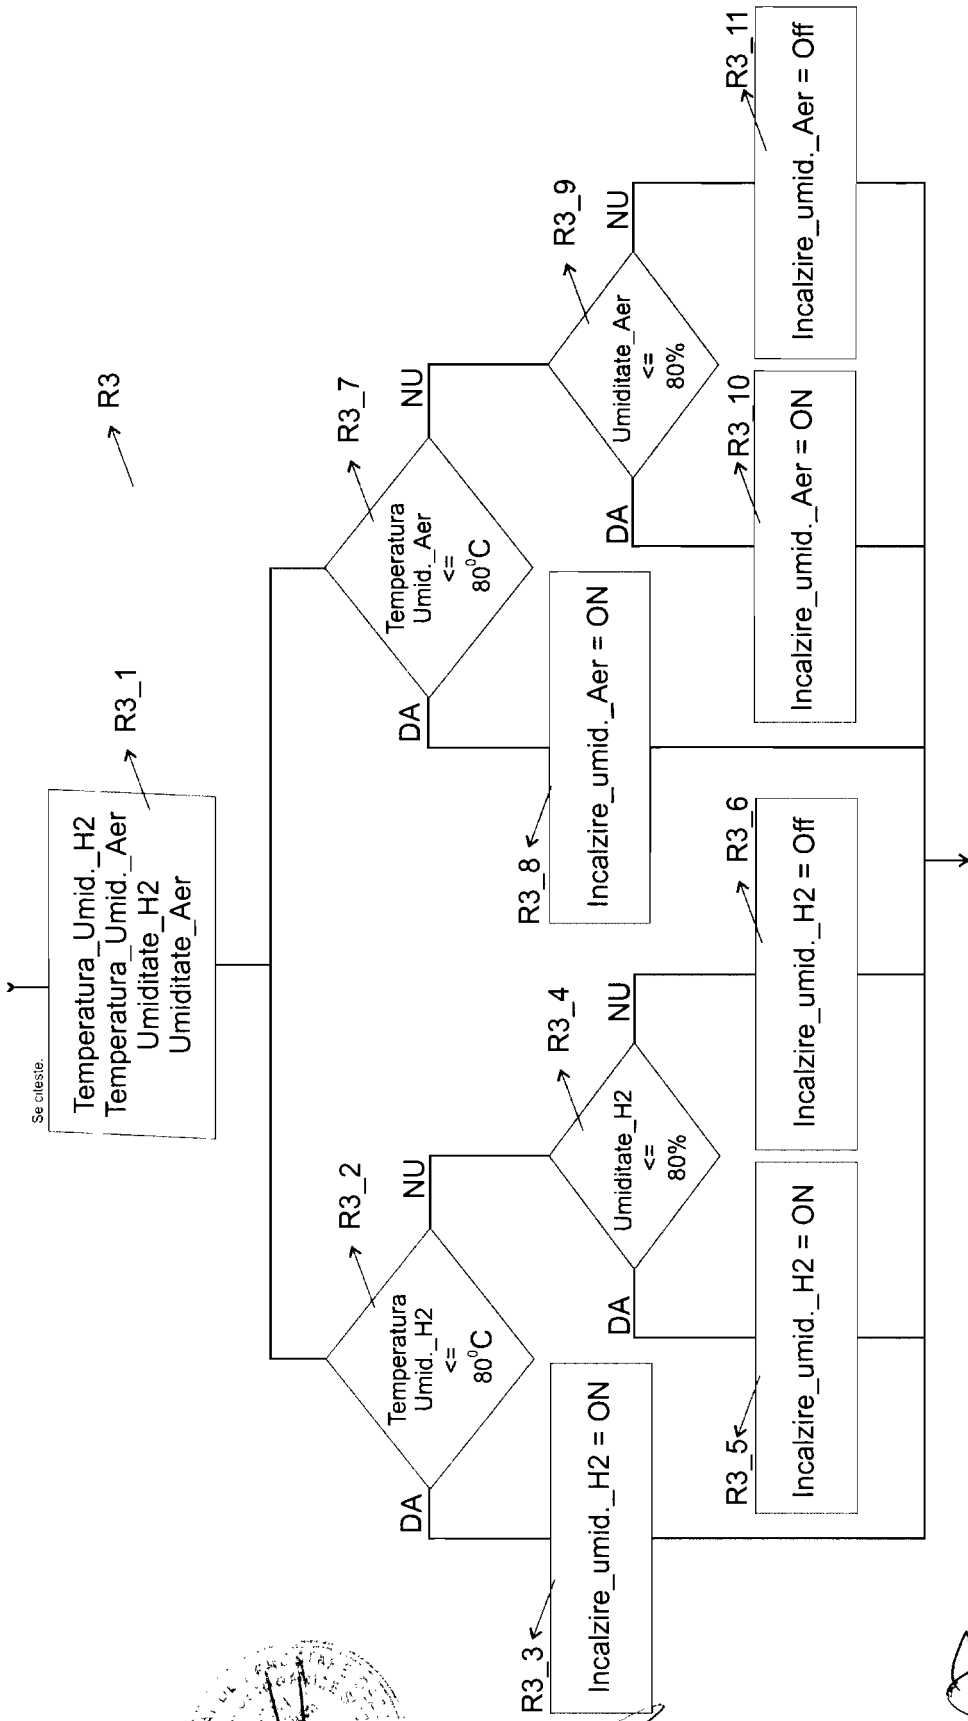 R3
Se citeste.
Temperatura_Umid._H2
Temperatura_Umid._Aer
Umiditate_H2
Umiditate_Aer
R3_1
Temperatura
Umid._H2
<=
80⁰C
R3_2
DA
NU
Incalzire_umid._H2 = ON
R3_3
Umiditate_H2
<=
80%
R3_4
DA
NU
Incalzire_umid._H2 = ON
R3_5
Incalzire_umid._H2 = Off
R3_6
Temperatura
Umid._Aer
<=
80⁰C
R3_7
DA
NU
Incalzire_umid._Aer = ON
R3_8
Umiditate_Aer
<=
80%
R3_9
DA
NU
Incalzire_umid._Aer = ON
R3_10
Incalzire_umid._Aer = Off
R3_11